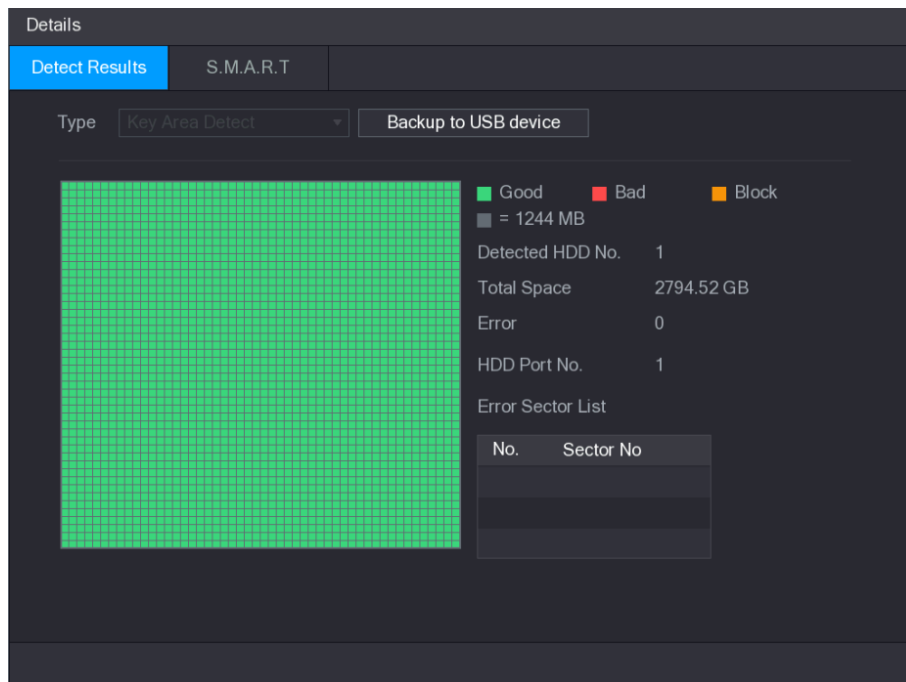 Details
Detect Results S.M.A.R.T
Type Key Area Detect Backup to USB device
Good Bad Block
= 1244 MB
Detected HDD No. 1
Total Space 2794.52 GB
Error 0
HDD Port No. 1
Error Sector List
No. Sector No